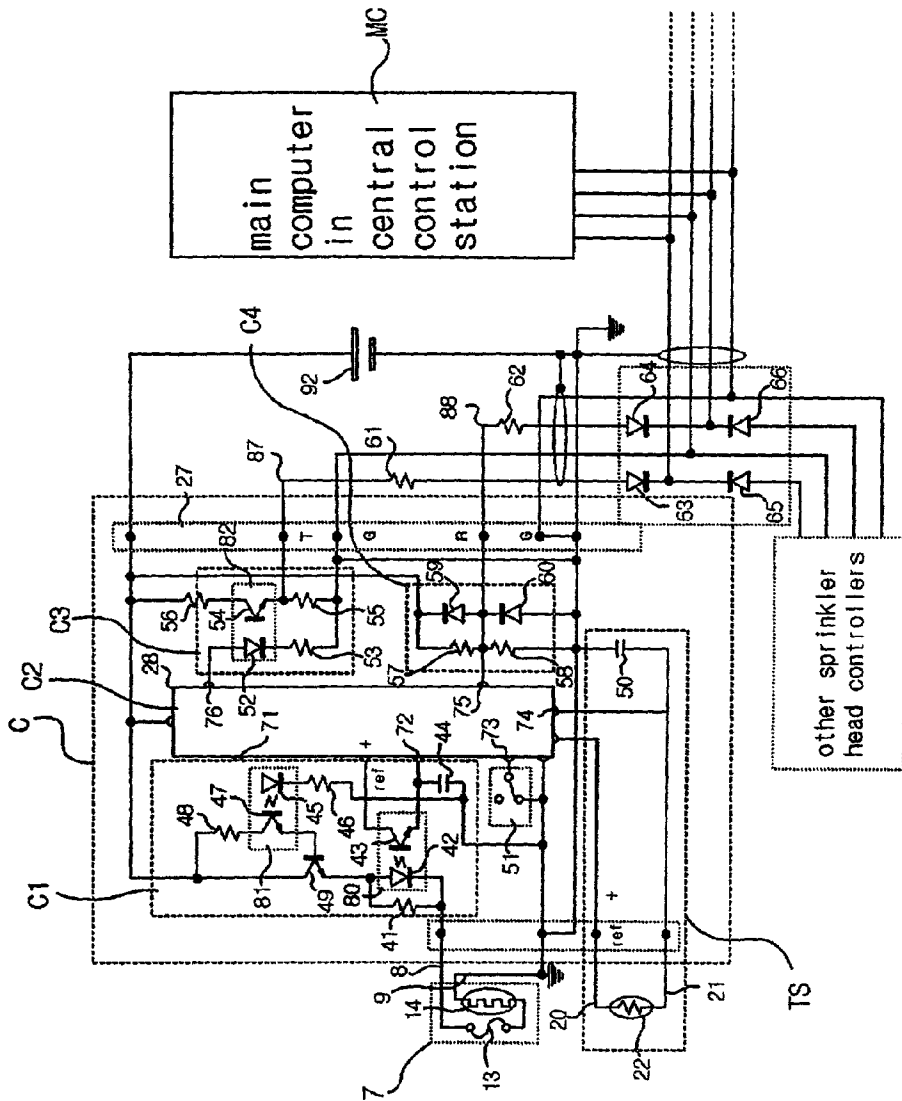 C
C2
C3
28
82
27
C4
MC
C1
71
48
47
81
49
45
46
80
43
42
41
+
ref
72
44
73
51
76
52
56
54
53
55
T
G
R
G
57
59
60
58
75
74
50
87
61
88
62
92
63
64
65
66
main
computer
in
central
control
station
other sprinkler
head controllers
7
8
9
14
13
20
21
22
ref
+
TS